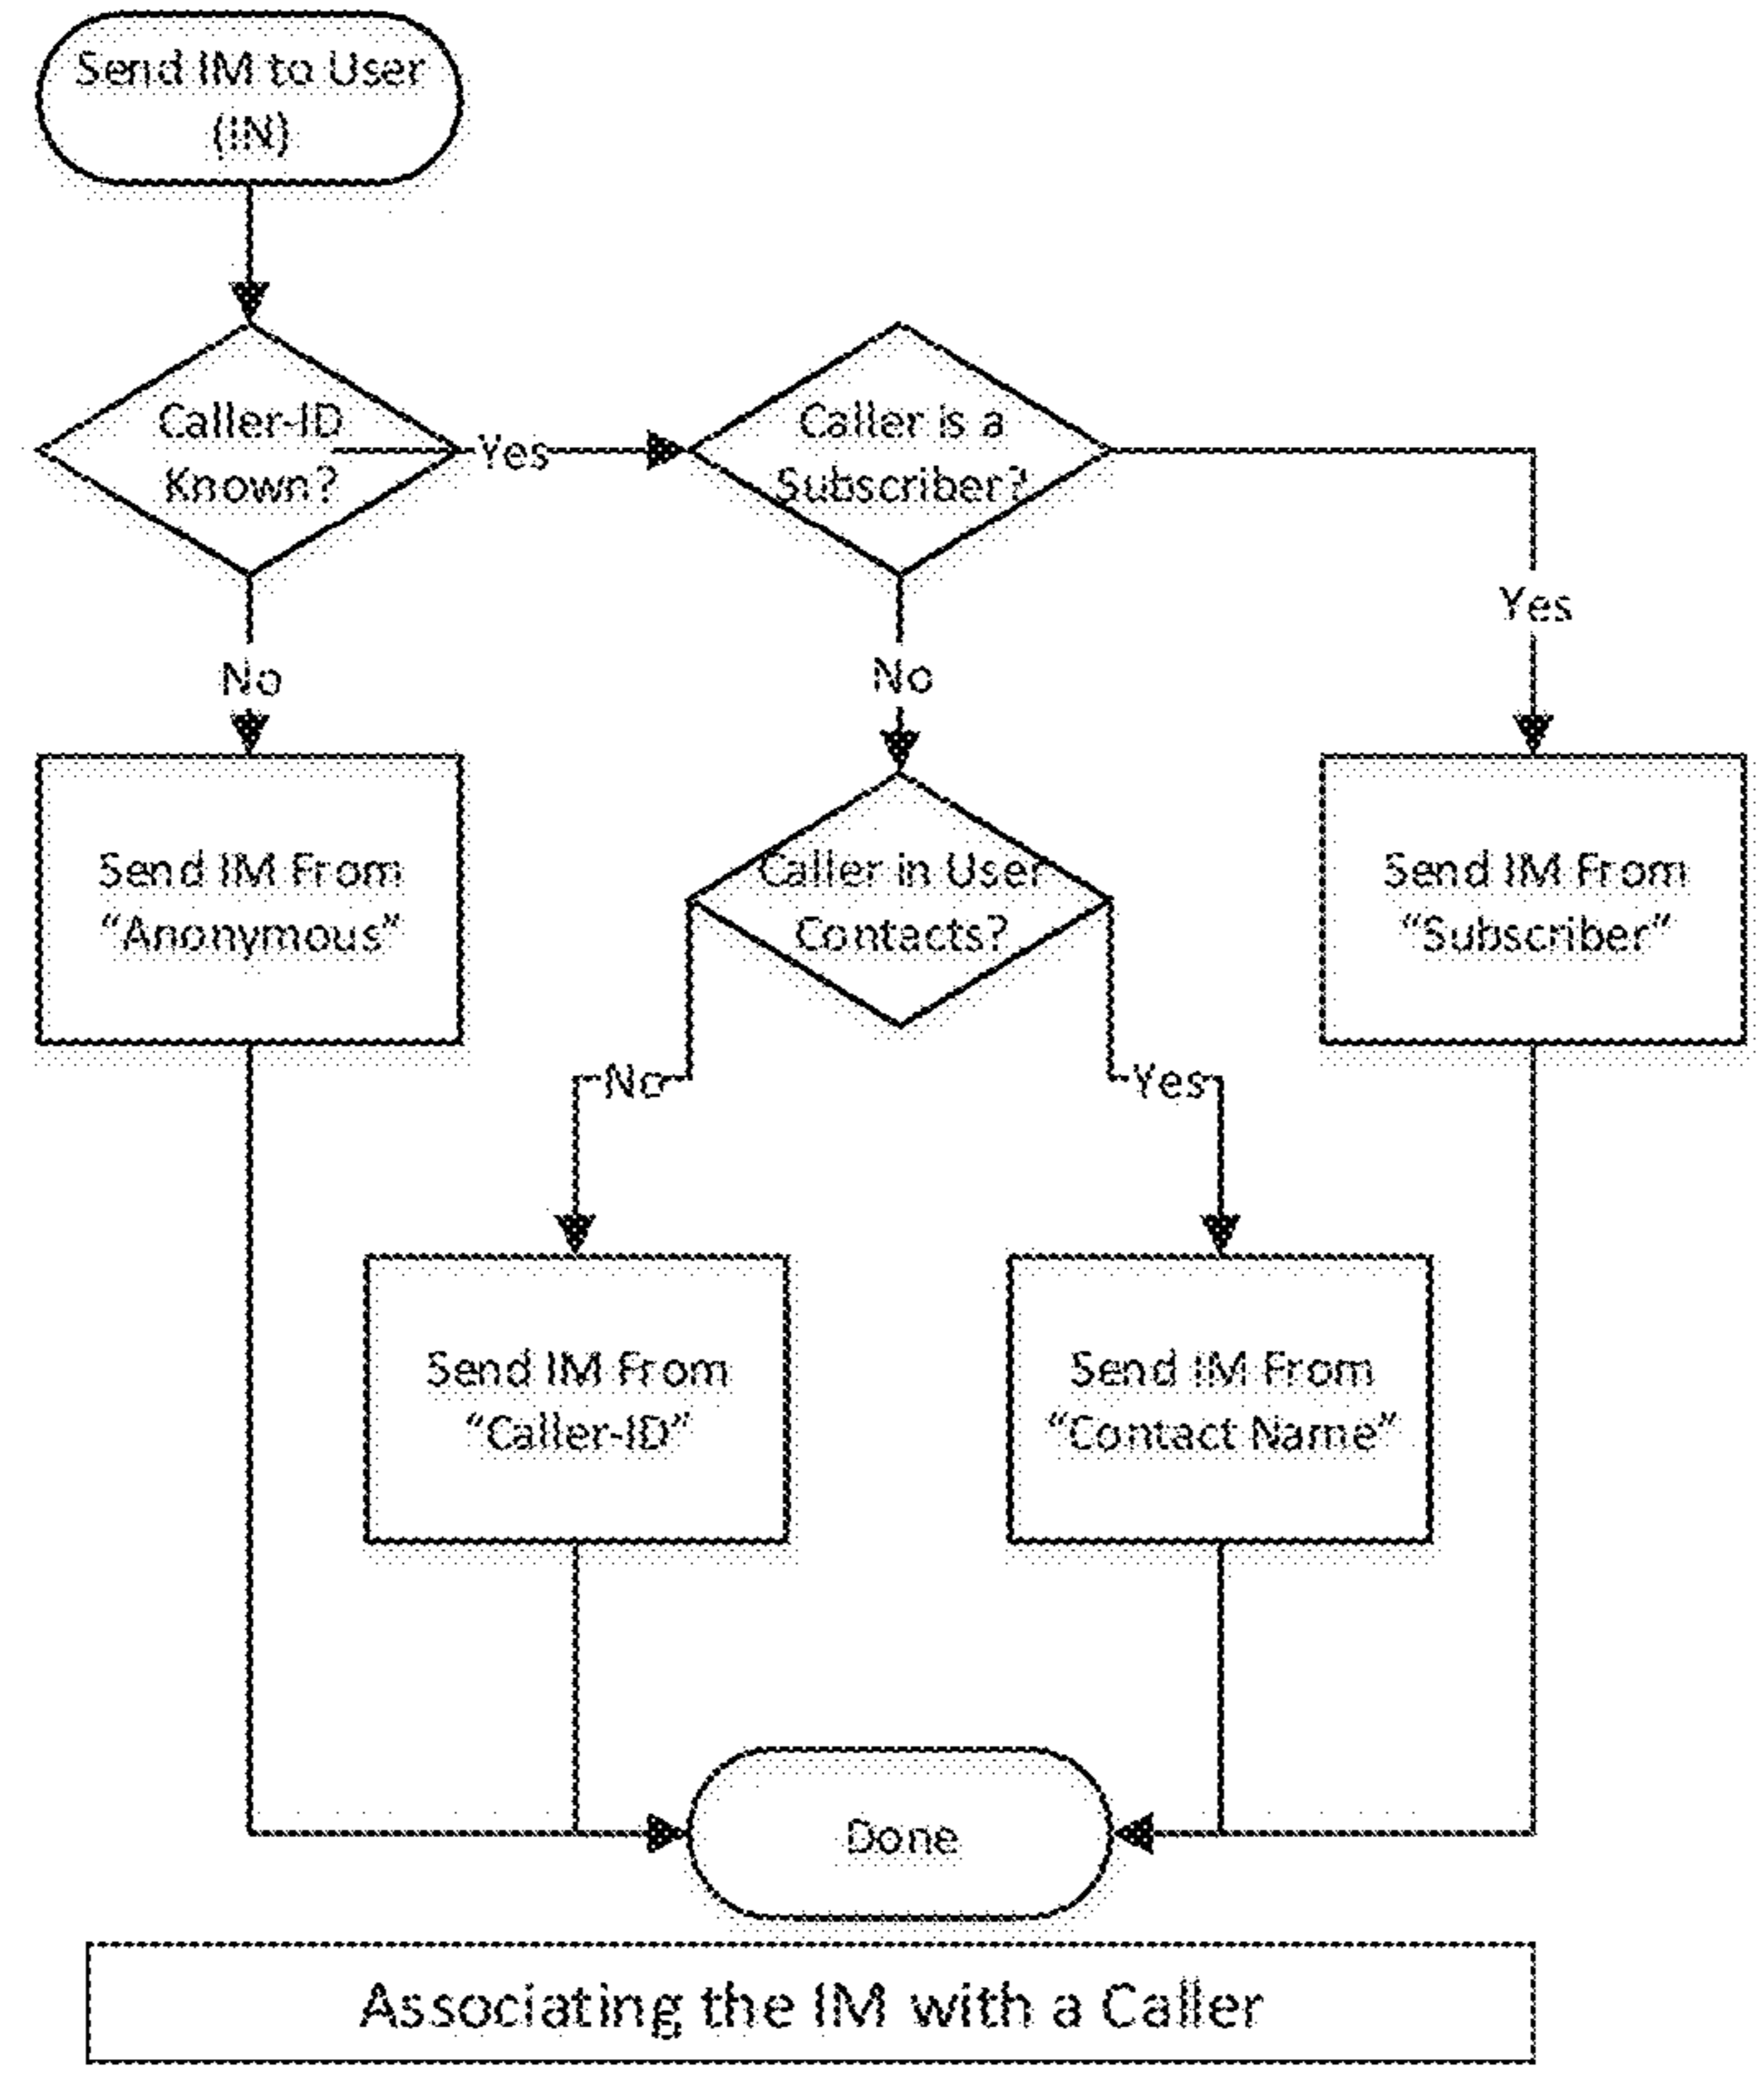 Send IM to User
(IN)
Caller-ID
Known?
Yes
Caller is a
Subscriber?
Yes
No
No
Send IM From
“Anonymous”
Caller in User
Contacts?
Send IM From
“Subscriber”
No
Yes
Send IM From
“Caller-ID”
Send IM From
“Contact Name”
Done
Associating the IM with a Caller